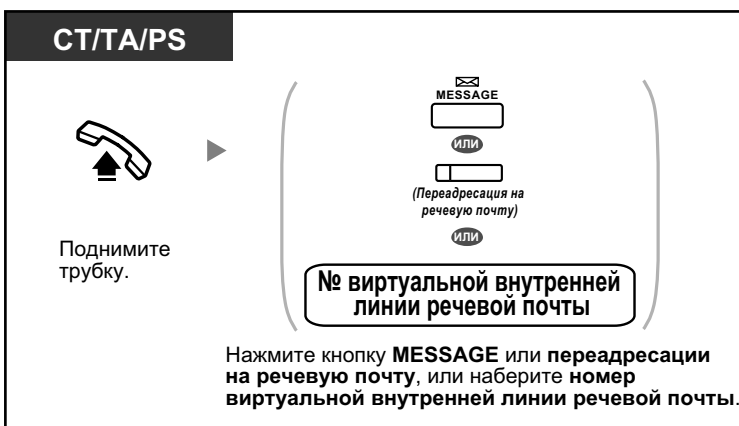 CT/TA/PS
MESSAGE
или
(Переадресация на
речевую почту)
или
№ виртуальной внутренней
линии речевой почты
Поднимите
трубку.
Нажмите кнопку MESSAGE или переадресации
на речевую почту, или наберите номер
виртуальной внутренней линии речевой почты.